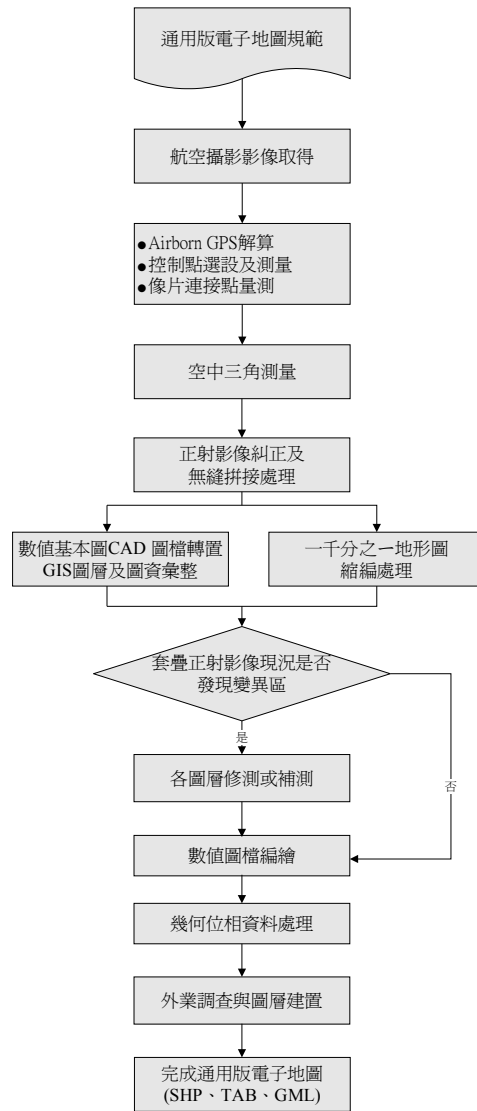 通用版電子地圖規範
航空攝影影像取得
●Airborn GPS解算
●控制點選設及測量
●像片連接點量測
空中三角測量
正射影像糾正及
無縫拼接處理
數值基本圖CAD 圖檔轉置
GIS圖層及圖資彙整
一千分之一地形圖
縮編處理
套疊正射影像現況是否
發現變異區
是
否
各圖層修測或補測
數值圖檔編繪
幾何位相資料處理
外業調查與圖層建置
完成通用版電子地圖
(SHP、TAB、GML)